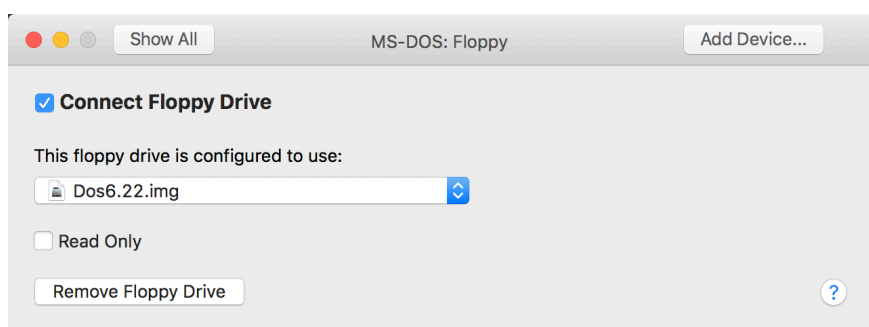 Show All
MS-DOS: Floppy
Add Device...
Connect Floppy Drive
This floppy drive is configured to use:
Dos6.22.img
Read Only
Remove Floppy Drive
?